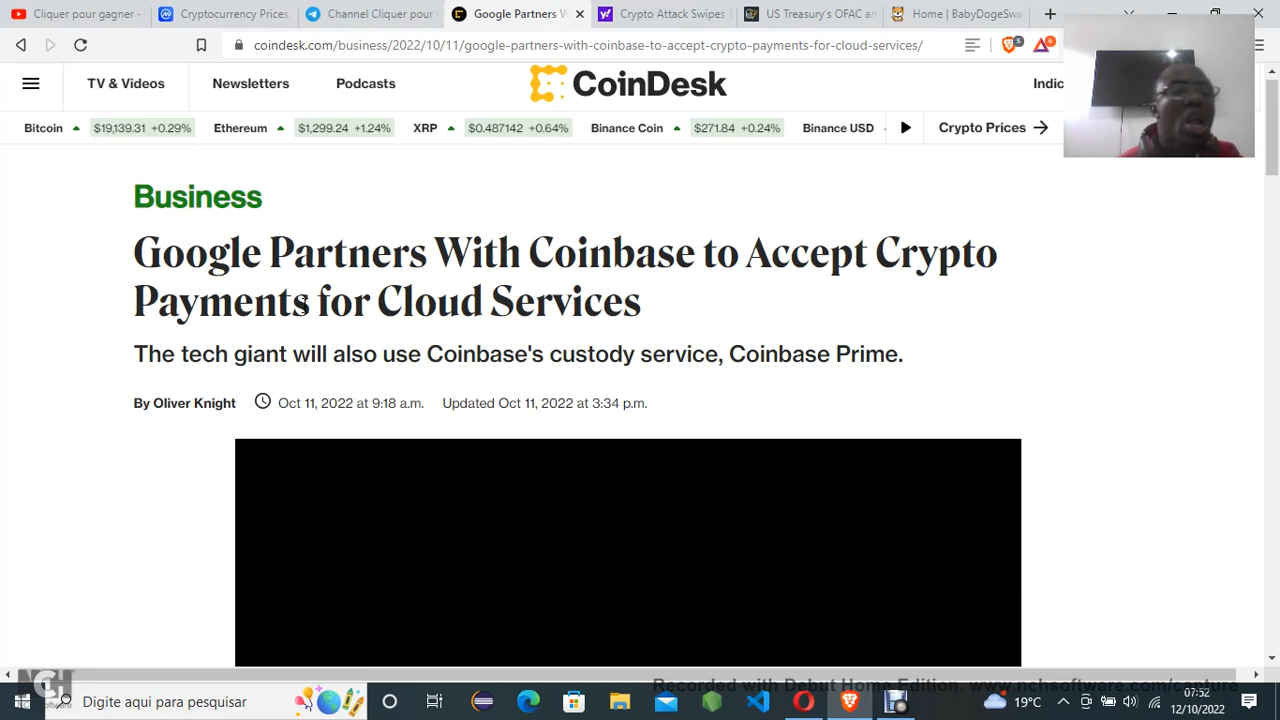 Cliquer pour gagner -
Cryptocurrency Prices,
Channel Cliquer pour
Google Partners W
Crypto Attack Swipes
US Treasury's OFAC an
Home | BabyDogeSwa
coindesk.com/business/2022/10/11/google-partners-with-coinbase-to-accept-crypto-payments-for-cloud-services/
5
6
TV & Videos
Newsletters
Podcasts
CoinDesk
Indic
Bitcoin $19,139.31 +0.29%
Ethereum $1,299.24 +1.24%
XRP $0.487142 +0.64%
Binance Coin $271.84 +0.24%
Binance USD
Crypto Prices
Business
Google Partners With Coinbase to Accept Crypto
Payments for Cloud Services
The tech giant will also use Coinbase's custody service, Coinbase Prime.
By Oliver Knight
Oct 11, 2022 at 9:18 a.m.
Updated Oct 11, 2022 at 3:34 p.m.
NCH
Software
Recorded with Debut Home Edition. www.nchsoftware.com/capture
Digite aqui para pesquisar
19°C
07:52
12/10/2022